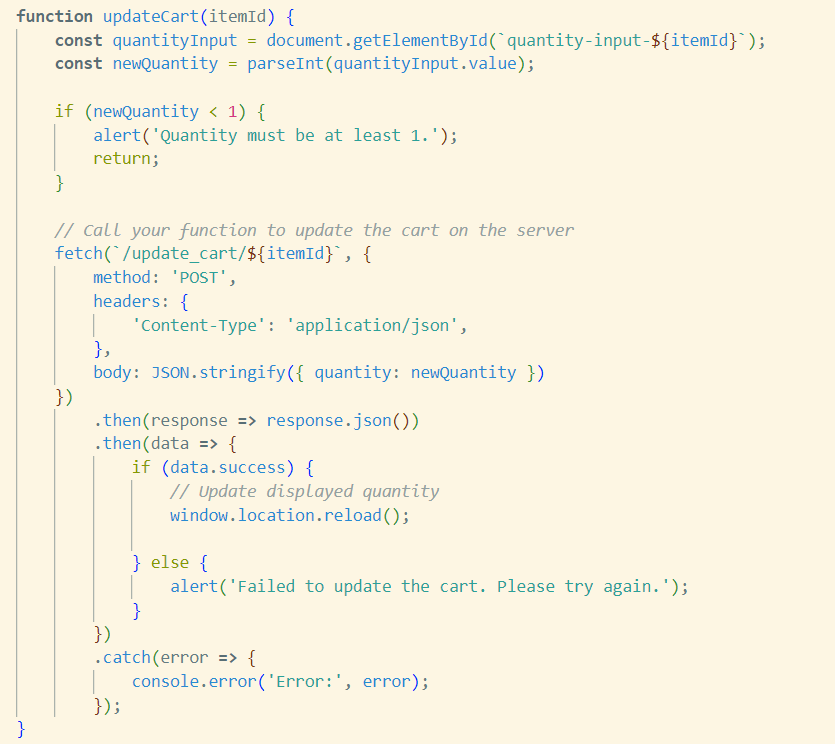 function updateCart(itemId) {
    const quantityInput = document.getElementById(`quantity-input-${itemId}`);
    const newQuantity = parseInt(quantityInput.value);

    if (newQuantity < 1) {
        alert('Quantity must be at least 1.');
        return;
    }

    // Call your function to update the cart on the server
    fetch(`/update_cart/${itemId}`, {
        method: 'POST',
        headers: {
            'Content-Type': 'application/json',
        },
        body: JSON.stringify({ quantity: newQuantity })
    })
        .then(response => response.json())
        .then(data => {
            if (data.success) {
                // Update displayed quantity
                window.location.reload();

            } else {
                alert('Failed to update the cart. Please try again.');
            }
        })
        .catch(error => {
            console.error('Error:', error);
        });
}